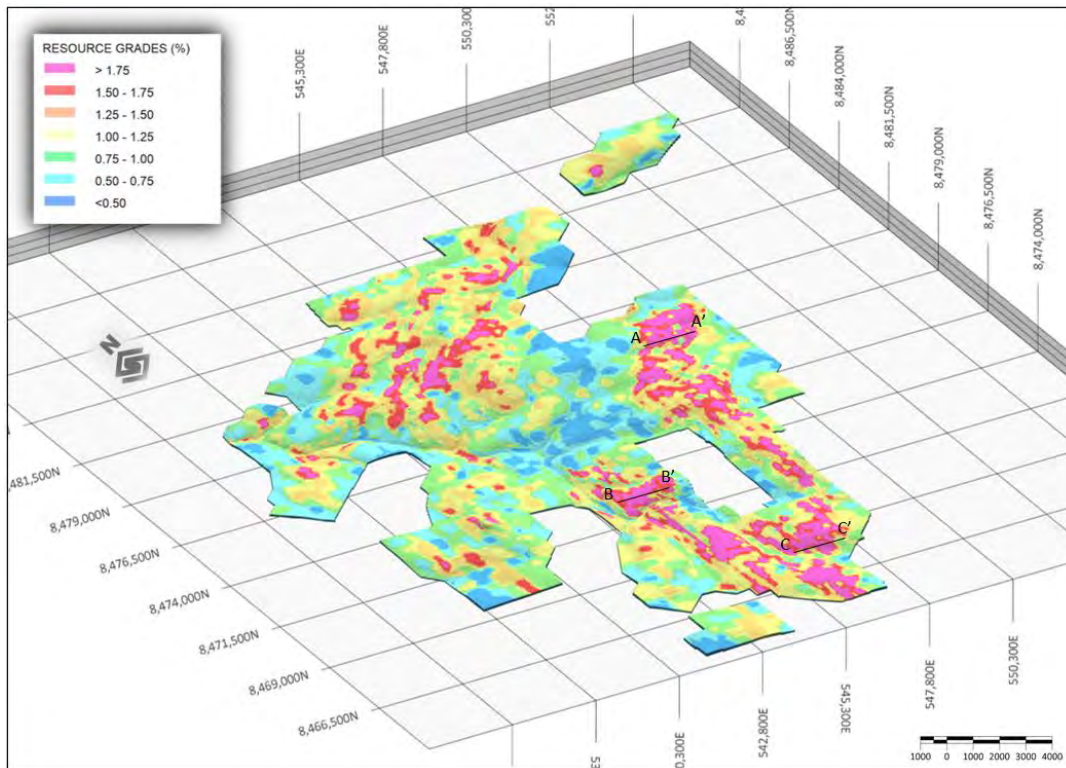 RESOURCE GRADES (%)
> 1.75
1.50 - 1.75
1.25 - 1.50
1.00 - 1.25
0.75 - 1.00
0.50 - 0.75
<0.50
545,300E
547,800E
550,300E
8,486,500N
8,484,000N
8,481,500N
8,479,000N
8,476,500N
8,474,000N
A
A'
B
B'
C
C'
N
,481,500N
8,479,000N
8,476,500N
8,474,000N
8,471,500N
8,469,000N
8,466,500N
542,800E
545,300E
547,800E
550,300E
1000
0
1000
2000
3000
4000